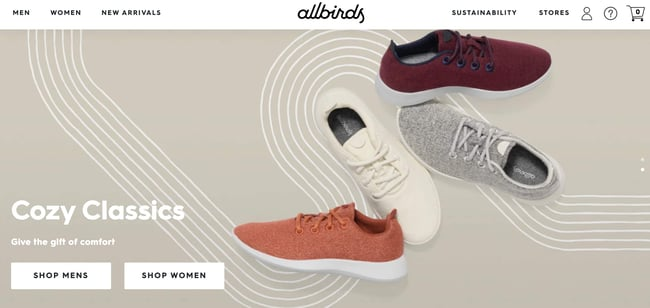 MEN WOMEN NEW ARRIVALS allbirds SUSTAINABILITY STORES ? 0
Cozy Classics
Give the gift of comfort
SHOP MENS SHOP WOMEN